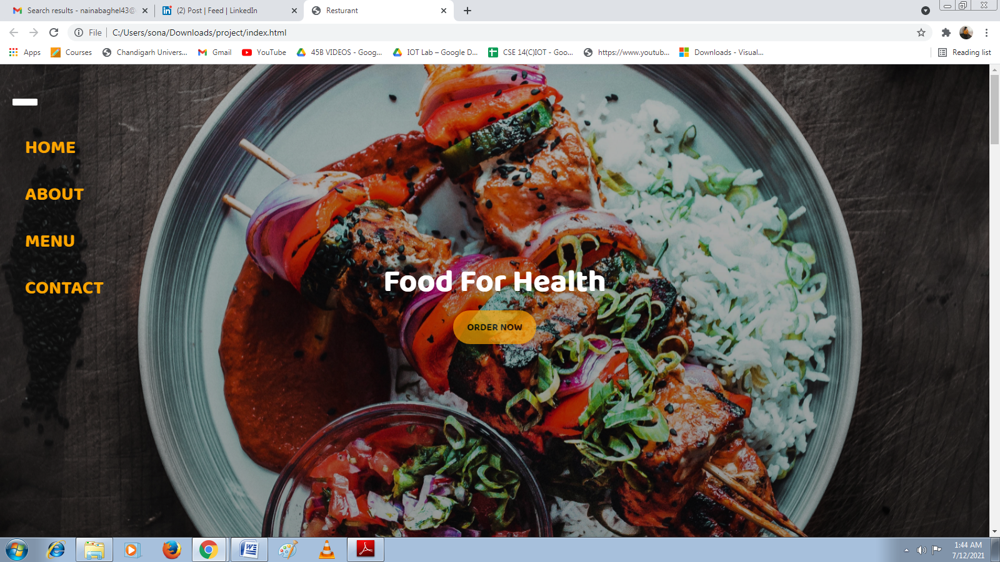 Search results - nainabaghel43@
(2) Post | Feed | LinkedIn
Resturant
File
C:/Users/sona/Downloads/project/index.html
Apps
Courses
Chandigarh Univers...
Gmail
YouTube
45B VIDEOS - Goog...
IOT Lab – Google D...
CSE 14(C)IOT - Goo...
https://www.youtub...
Downloads - Visual...
Reading list
HOME
ABOUT
MENU
CONTACT
Food For Health
ORDER NOW
1:44 AM
7/12/2021